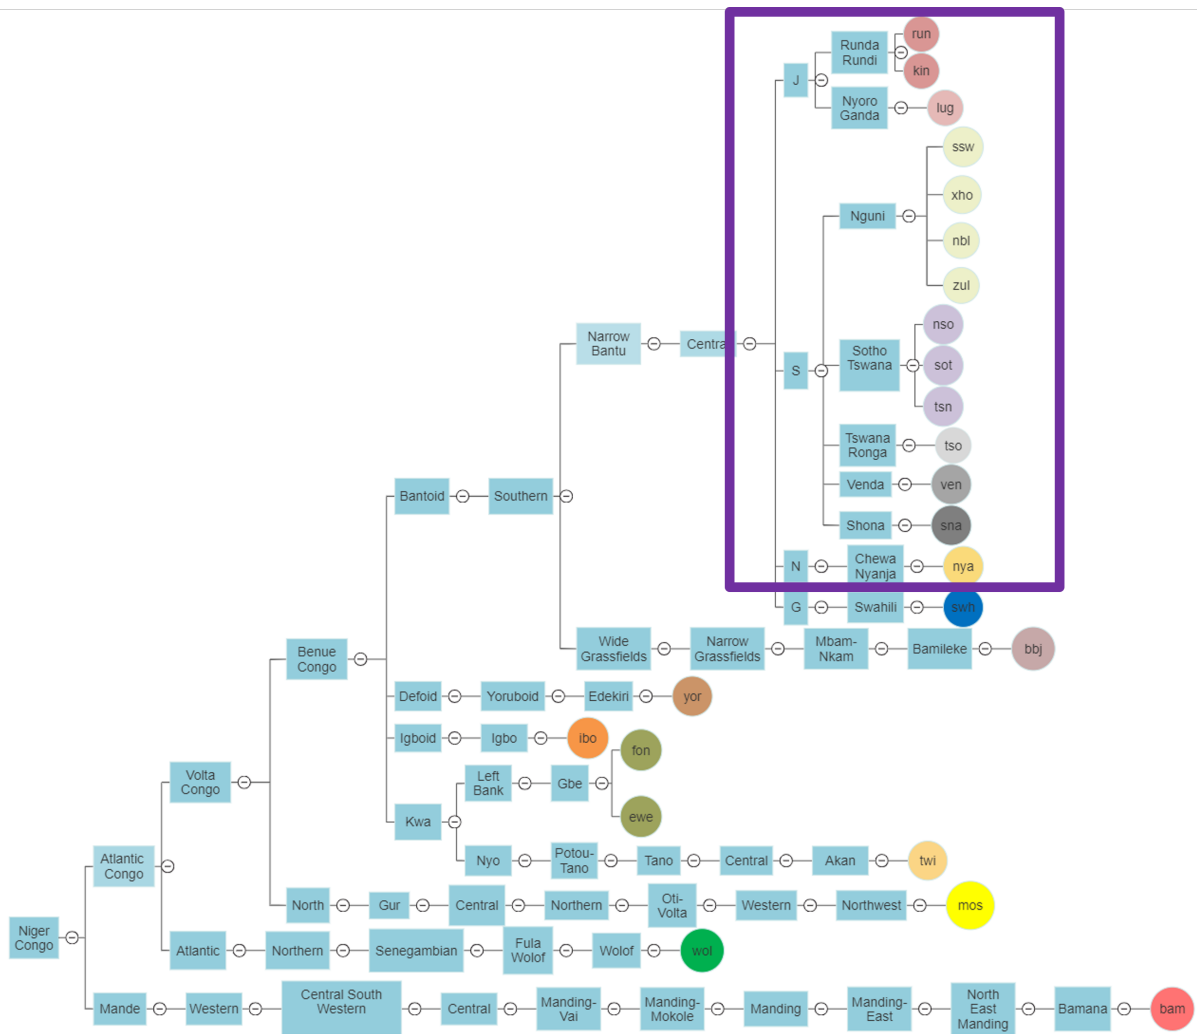 run
Runda
Rundi
kin
J
Nyoro
Ganda
lug
ssw
xho
Nguni
nbl
zul
nso
Narrow
Bantu
Central
Sotho
Tswana
S
sot
tsn
Tswana
Ronga
tso
Venda
ven
Bantoid
Southern
Shona
sna
N
Chewa
Nyanja
nya
G
Swahili
swh
Benue
Congo
Wide
Grassfields
Narrow
Grassfields
Mbam-
Nkam
Bamileke
bbj
Defoid
Yoruboid
Edekiri
yor
Igboid
Igbo
ibo
fon
Volta
Congo
Left
Bank
Gbe
Kwa
ewe
Atlantic
Congo
Nyo
Potou-
Tano
Tano
Central
Akan
twi
North
Gur
Central
Northern
Oti-
Volta
Western
Northwest
mos
Niger
Congo
Atlantic
Northern
Senegambian
Fula
Wolof
Wolof
wol
Mande
Western
Central South
Western
Central
Manding-
Vai
Manding-
Mokole
Manding
Manding-
East
North
East
Manding
Bamana
bam